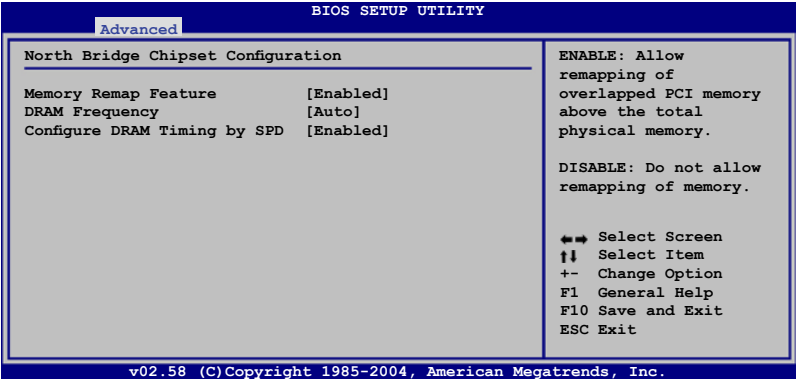 BIOS SETUP UTILITY
Advanced
North Bridge Chipset Configuration
Memory Remap Feature [Enabled]
DRAM Frequency [Auto]
Configure DRAM Timing by SPD [Enabled]
ENABLE: Allow
remapping of
overlapped PCI memory
above the total
physical memory.
DISABLE: Do not allow
remapping of memory.
←→ Select Screen
↑↓ Select Item
+- Change Option
F1 General Help
F10 Save and Exit
ESC Exit
v02.58 (C)Copyright 1985-2004, American Megatrends, Inc.